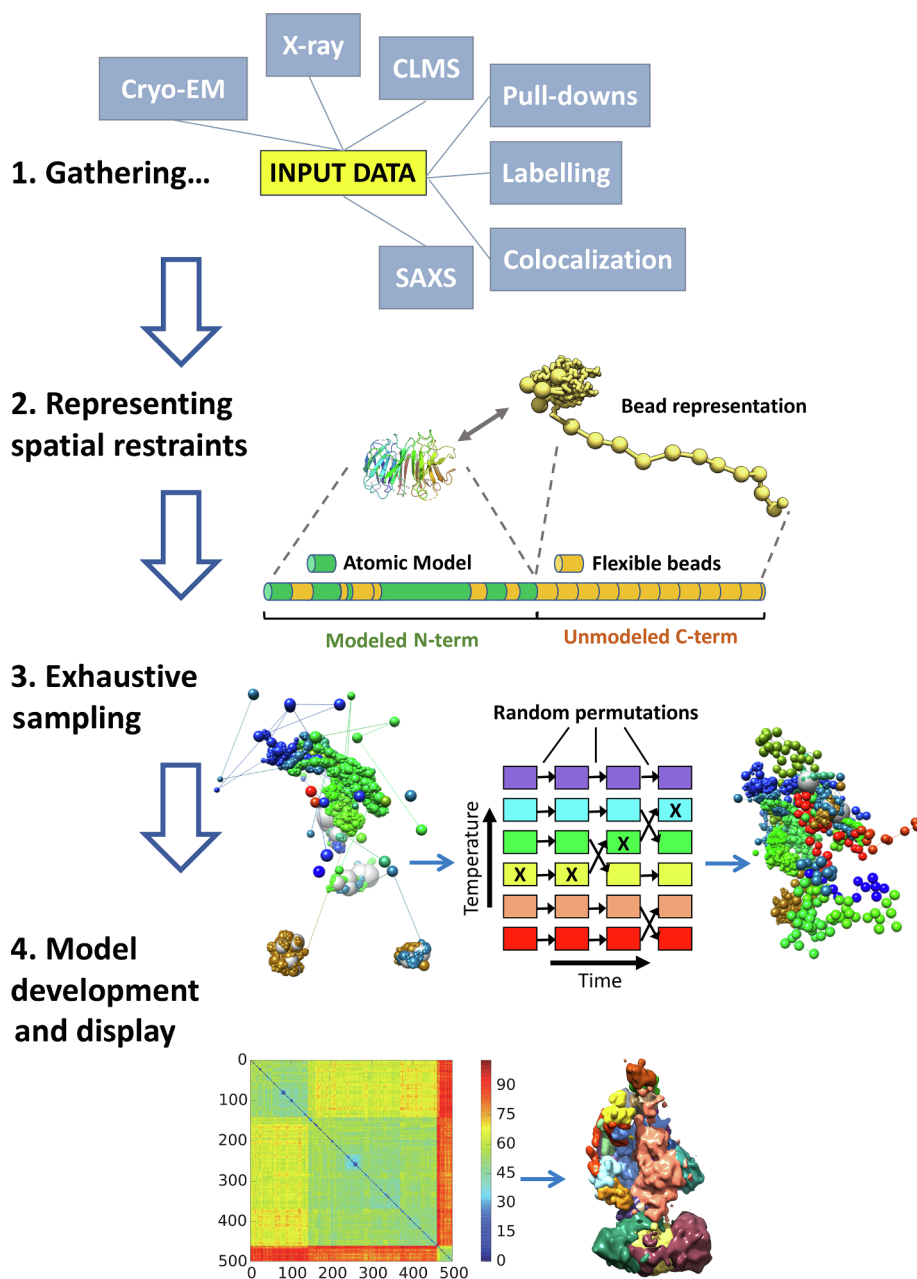 X-ray
CLMS
Cryo-EM
Pull-downs
1. Gathering...
INPUT DATA
Labelling
Colocalization
SAXS
2. Representing
spatial restraints
Bead representation
Atomic Model
Flexible beads
Modeled N-term
Unmodeled C-term
3. Exhaustive
sampling
Random permutations
X
X
X
X
Temperature
Time
4. Model
development
and display
0
100
200
300
400
500
0 100 200 300 400 500
90
75
60
45
30
15
0